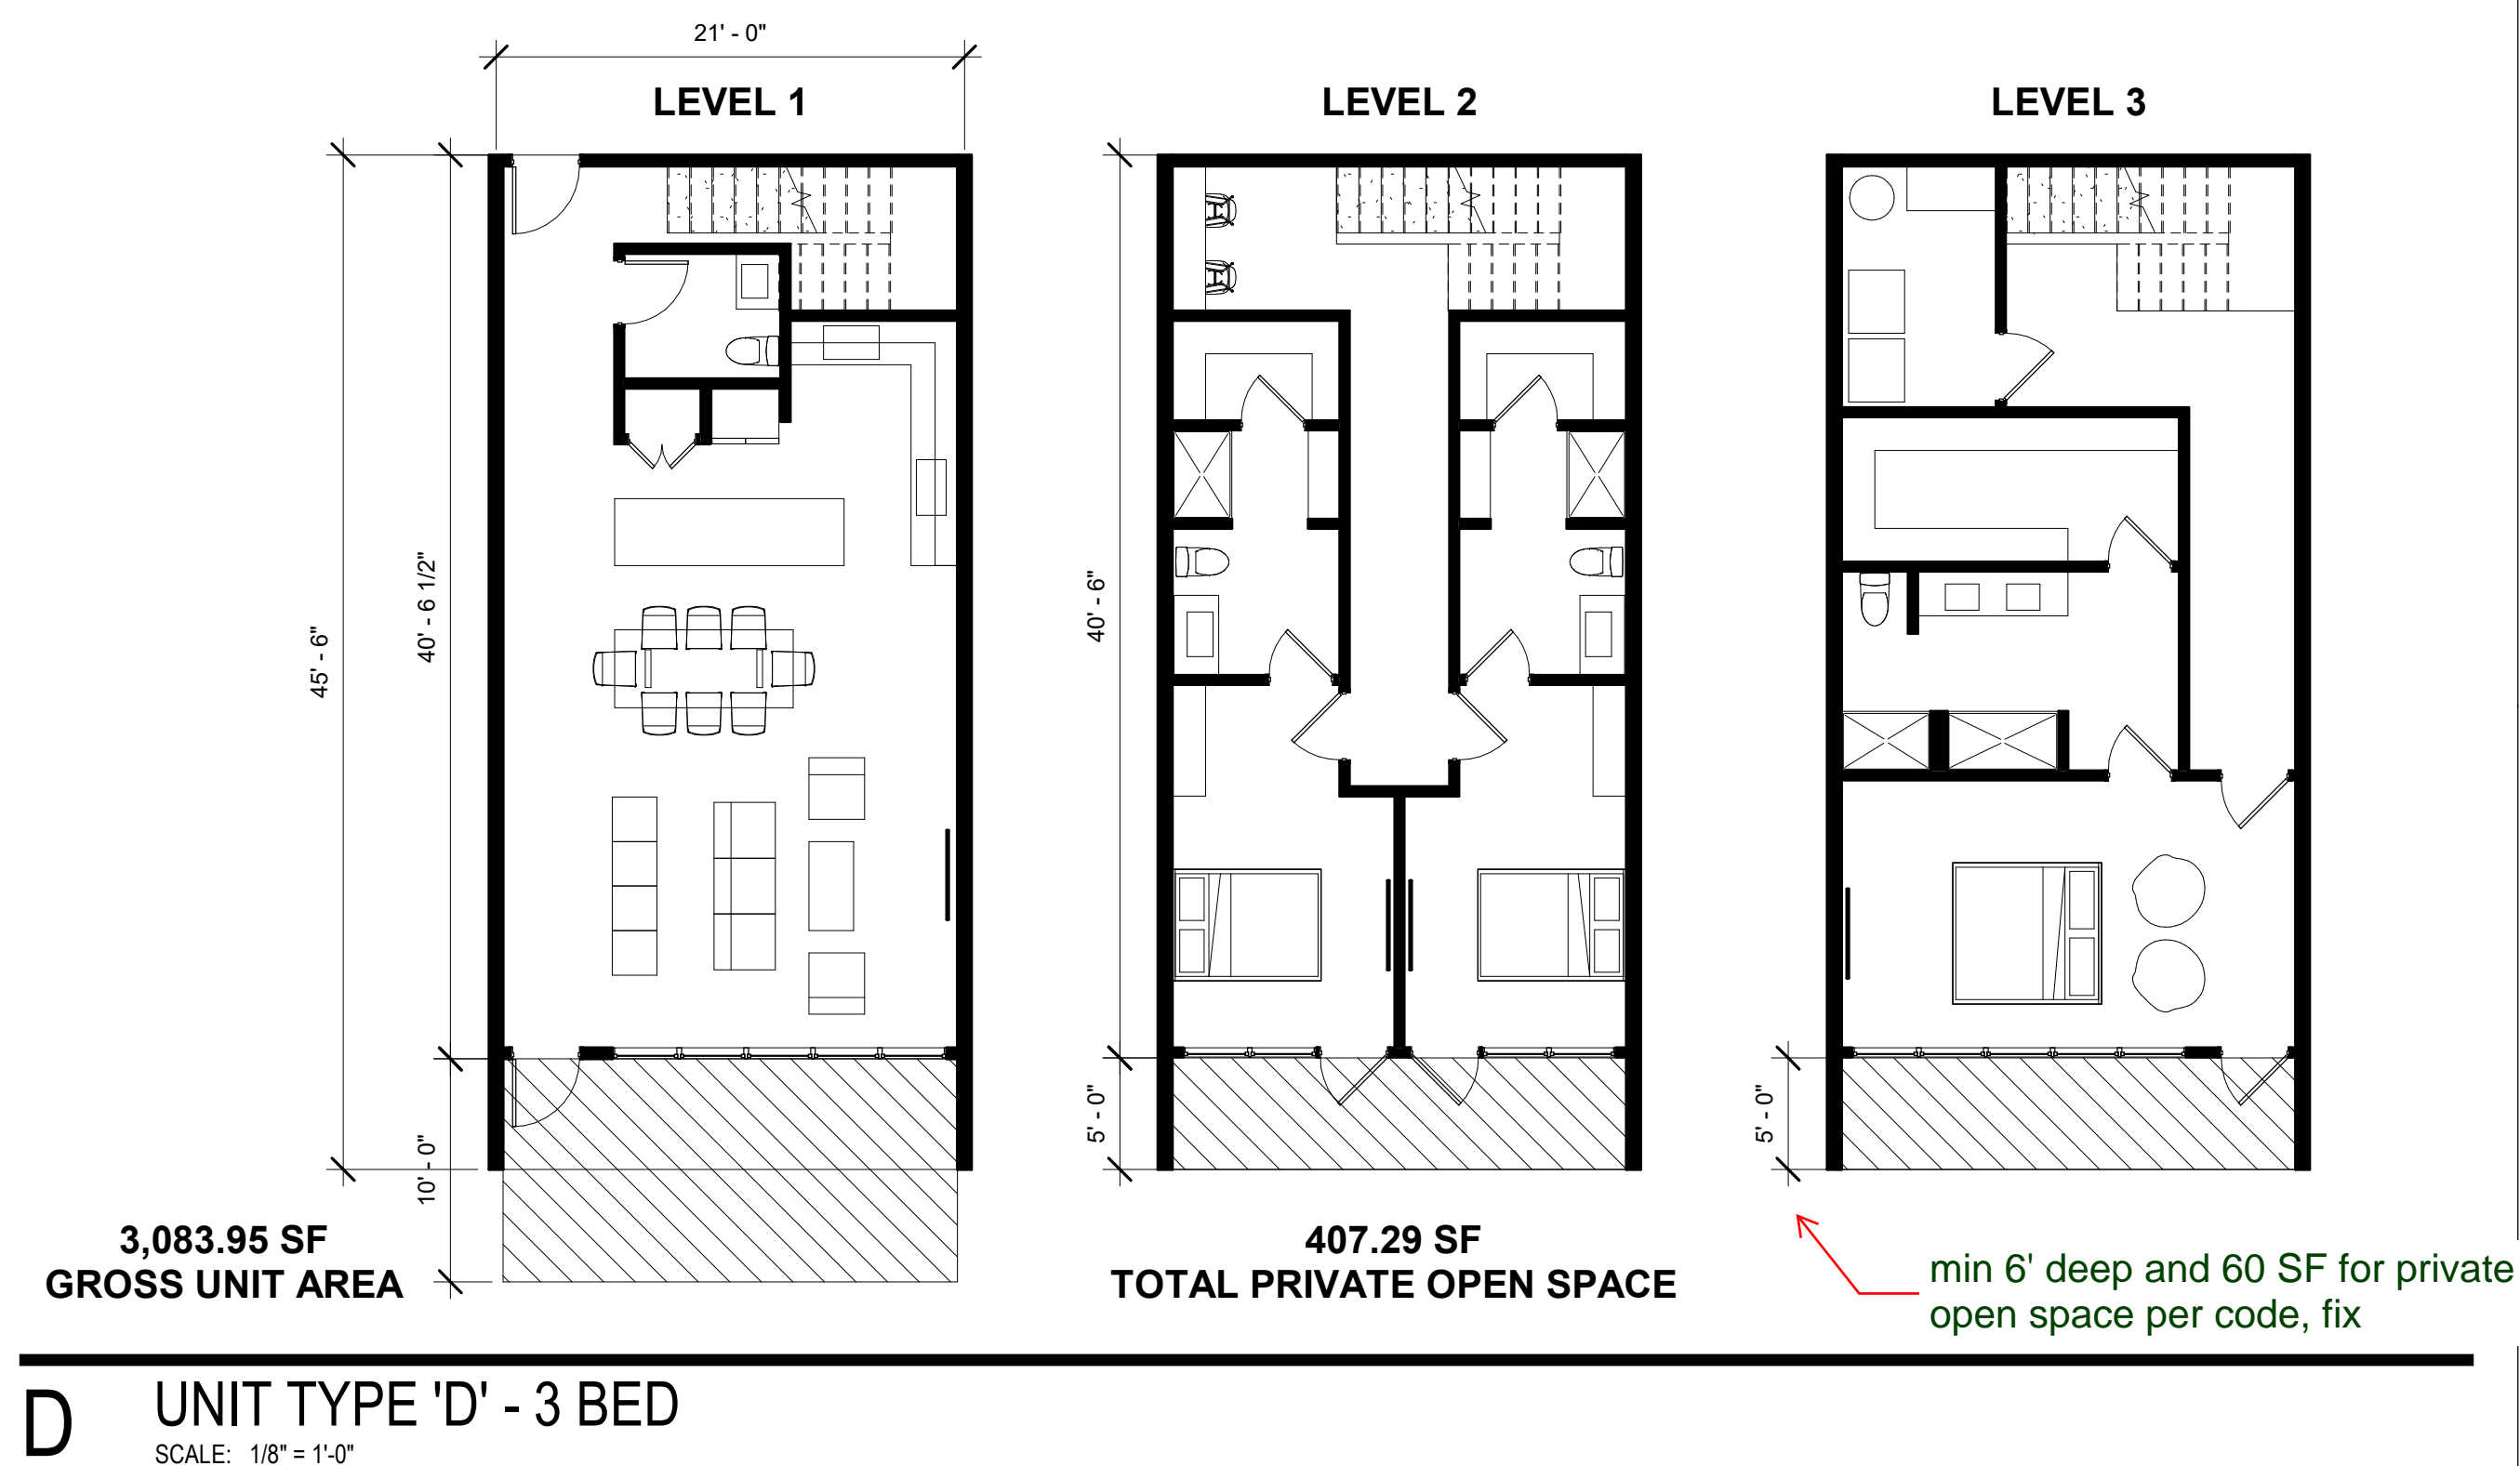 21' - 0"
LEVEL 1
LEVEL 2
LEVEL 3
45' - 6"
40' - 6 1/2"
10' - 0"
40' - 6"
5' - 0"
5' - 0"
3,083.95 SF
GROSS UNIT AREA
407.29 SF
TOTAL PRIVATE OPEN SPACE
min 6' deep and 60 SF for private
open space per code, fix
D
UNIT TYPE 'D' - 3 BED
SCALE: 1/8" = 1'-0"